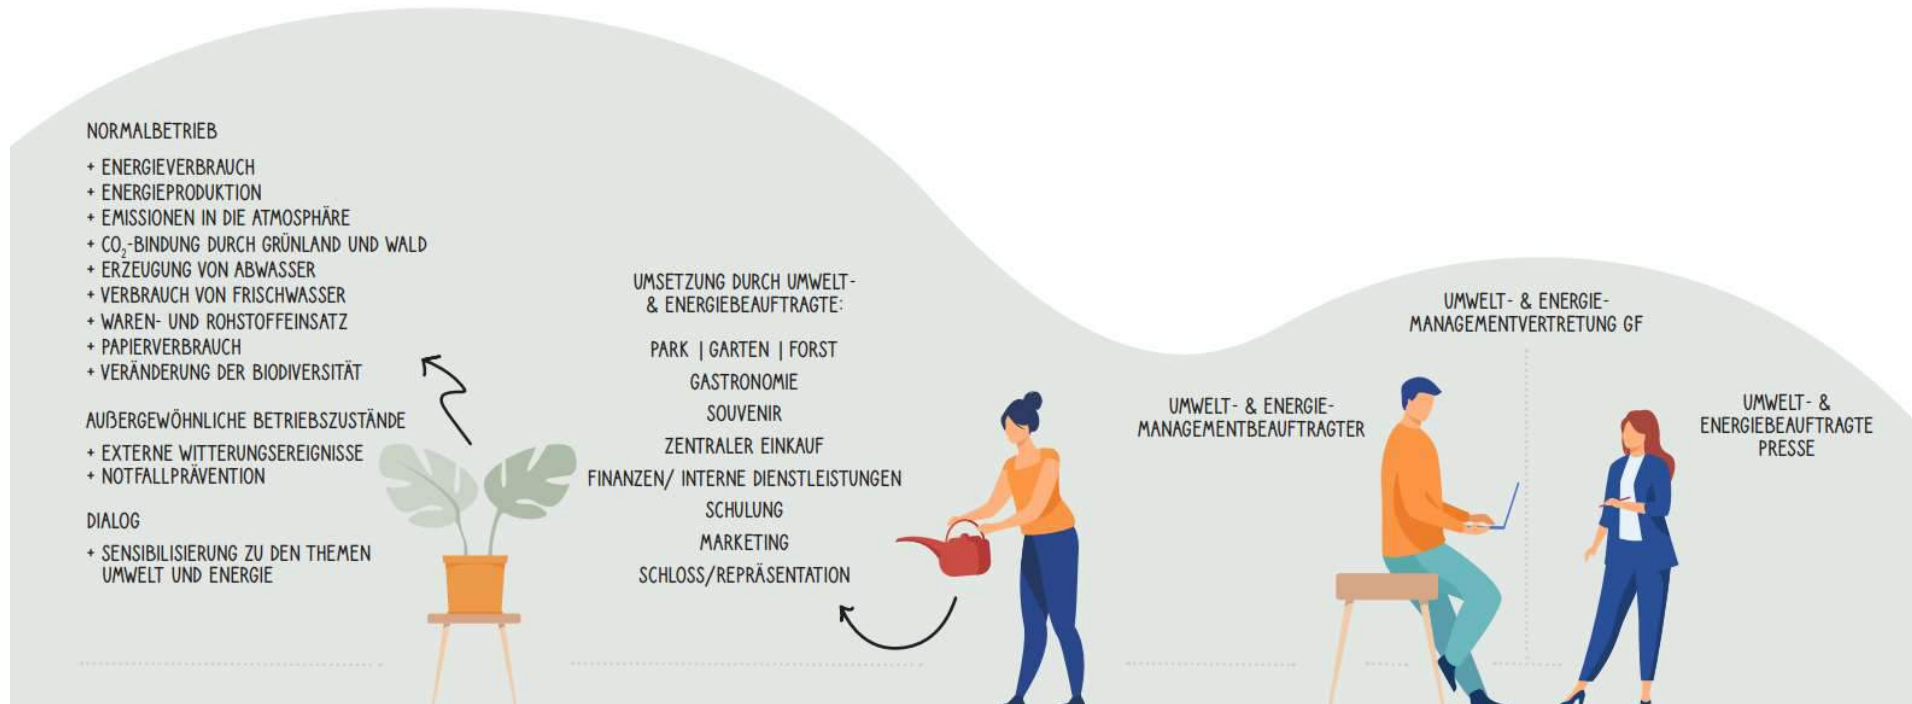 NORMALBETRIEB
+ ENERGIEVERBRAUCH
+ ENERGIEPRODUKTION
+ EMISSIONEN IN DIE ATMOSPHÄRE
+ CO₂-BINDUNG DURCH GRÜNLAND UND WALD
+ ERZEUGUNG VON ABWASSER
+ VERBRAUCH VON FRISCHWASSER
+ WAREN- UND ROHSTOFFEINSATZ
+ PAPIERVERBRAUCH
+ VERÄNDERUNG DER BIODIVERSITÄT
AUßERGEWÖHNLICHE BETRIEBSZUSTÄNDE
+ EXTERNE WITTERUNGSEREIGNISSE
+ NOTFALLPRÄVENTION
DIALOG
+ SENSIBILISIERUNG ZU DEN THEMEN
UMWELT UND ENERGIE
UMSETZUNG DURCH UMWELT-
& ENERGIEBEAUFTRAGTE:
PARK | GARTEN | FORST
GASTRONOMIE
SOUVENIR
ZENTRALER EINKAUF
FINANZEN/ INTERNE DIENSTLEISTUNGEN
SCHULUNG
MARKETING
SCHLOSS/REPRÄSENTATION
UMWELT- & ENERGIE-
MANAGEMENTBEAUFTRAGTER
UMWELT- & ENERGIE-
MANAGEMENTVERTRETUNG GF
UMWELT- &
ENERGIEBEAUFTRAGTE
PRESSE